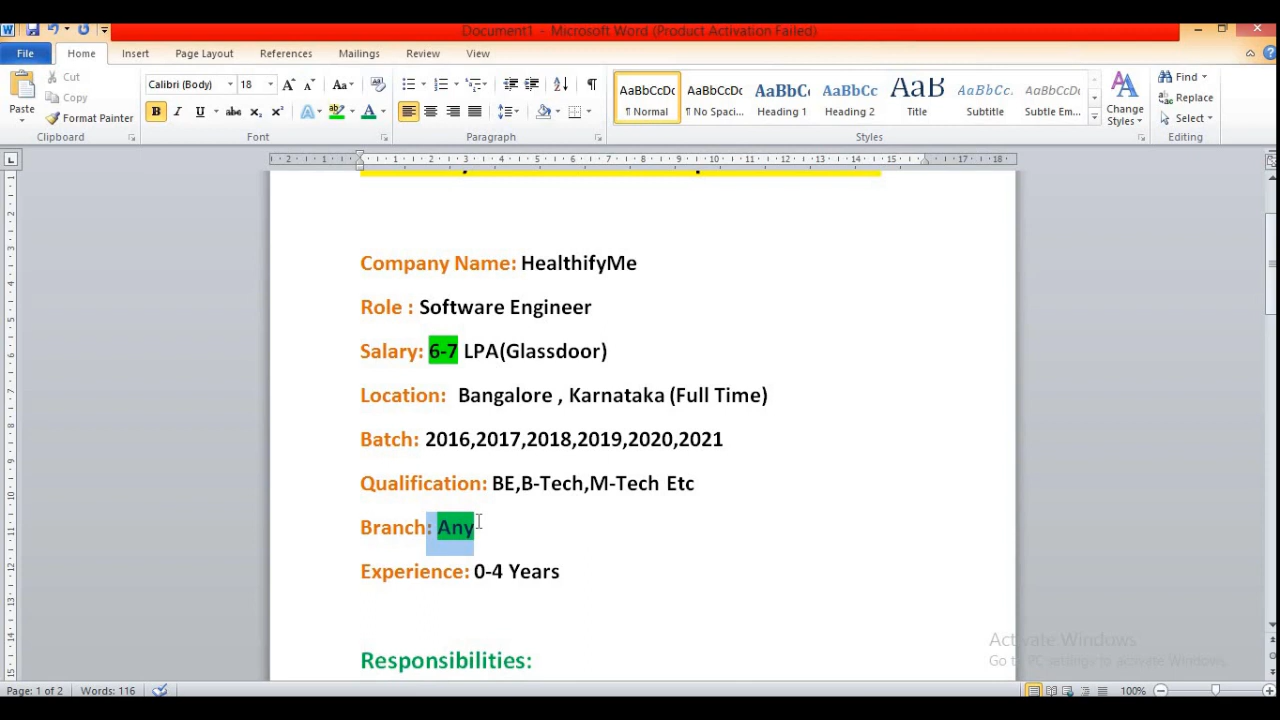 Document1 - Microsoft Word (Product Activation Failed)
File Home Insert Page Layout References Mailings Review View
Cut
Copy
Format Painter
Paste
Calibri (Body) 18
AaBbCcDc AaBbCcDc AaBbC AaBbCc AaB AaBbCc. AaBbCcDc
¶ Normal ¶ No Spaci... Heading 1 Heading 2 Title Subtitle Subtle Em...
Change Styles
Find
Replace
Select
Clipboard Font Paragraph Styles Editing
Company Name: HealthifyMe
Role : Software Engineer
Salary: 6-7 LPA(Glassdoor)
Location: Bangalore , Karnataka (Full Time)
Batch: 2016,2017,2018,2019,2020,2021
Qualification: BE,B-Tech,M-Tech Etc
Branch: Any
Experience: 0-4 Years
Responsibilities:
Activate Windows
Go to PC settings to activate Windows.
Page: 1 of 2 Words: 116 100%